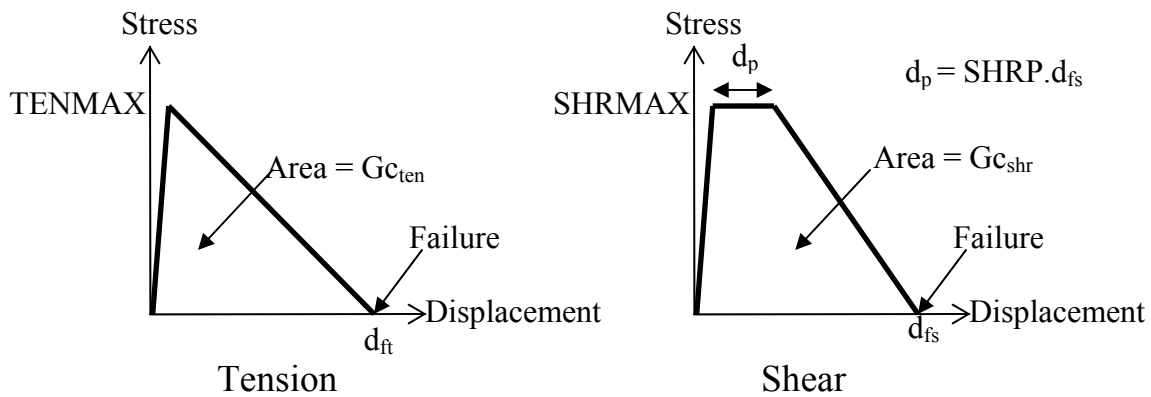 Stress
TENMAX
Area = Gc_ten
Failure
Displacement
d_ft
Tension
Stress
d_p
d_p = SHRP.d_fs
SHRMAX
Area = Gc_shr
Failure
Displacement
d_fs
Shear